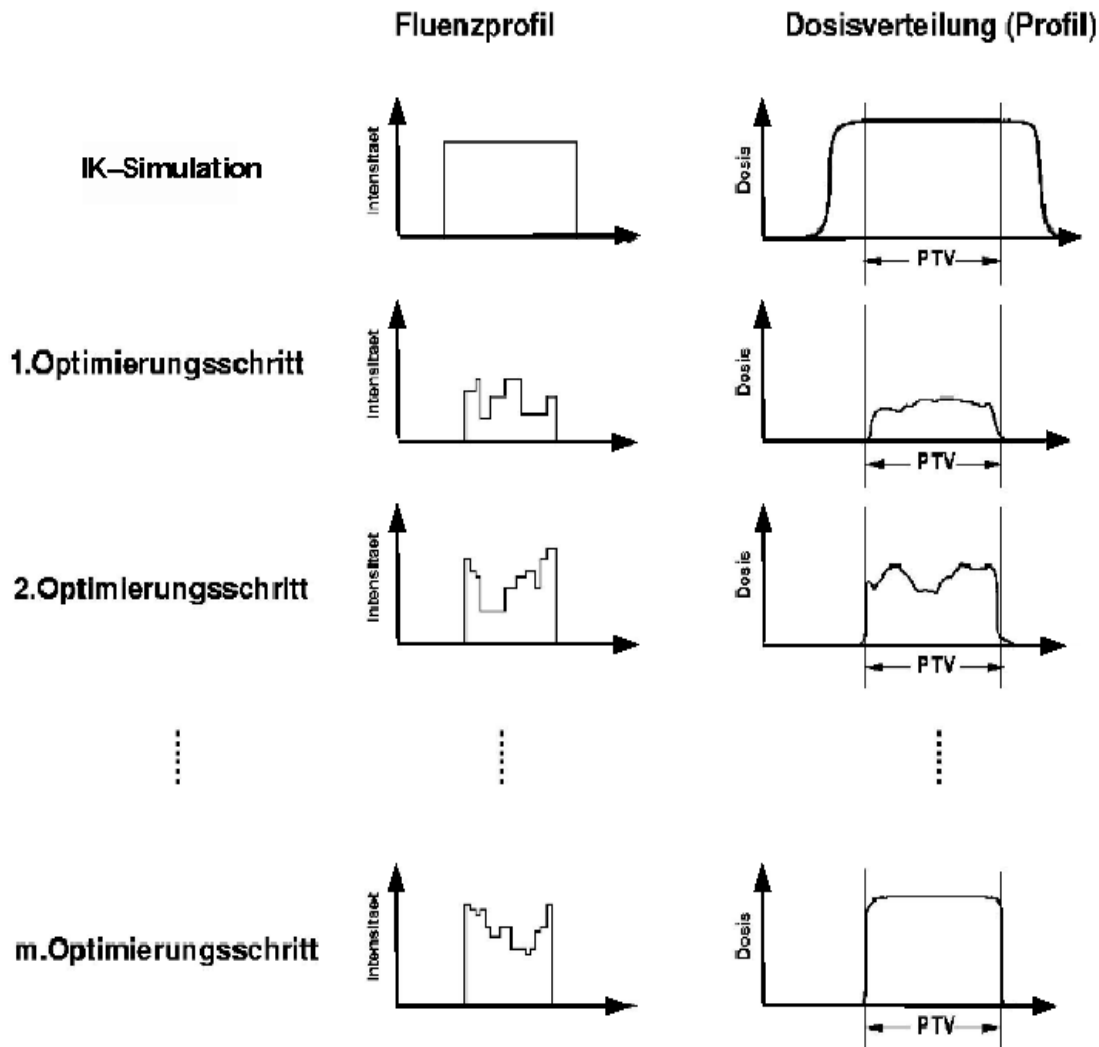 Fluenzprofil
Dosisverteilung (Profil)
IK–Simulation
Intensitaet
Dosis
PTV
1.Optimierungsschritt
Intensitaet
Dosis
PTV
2.Optimierungsschritt
Intensitaet
Dosis
PTV
m.Optimierungsschritt
Intensitaet
Dosis
PTV